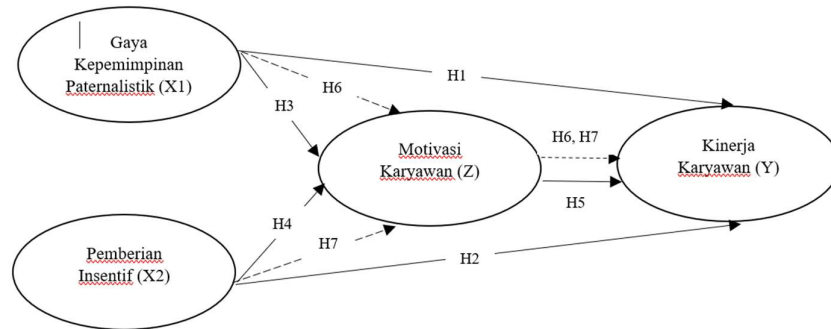 Gaya
Kepemimpinan
Paternalistik (X1)
H1
H6
H3
Motivasi
Karyawan (Z)
H6, H7
H5
Kinerja
Karyawan (Y)
H4
H7
H2
Pemberian
Insentif (X2)